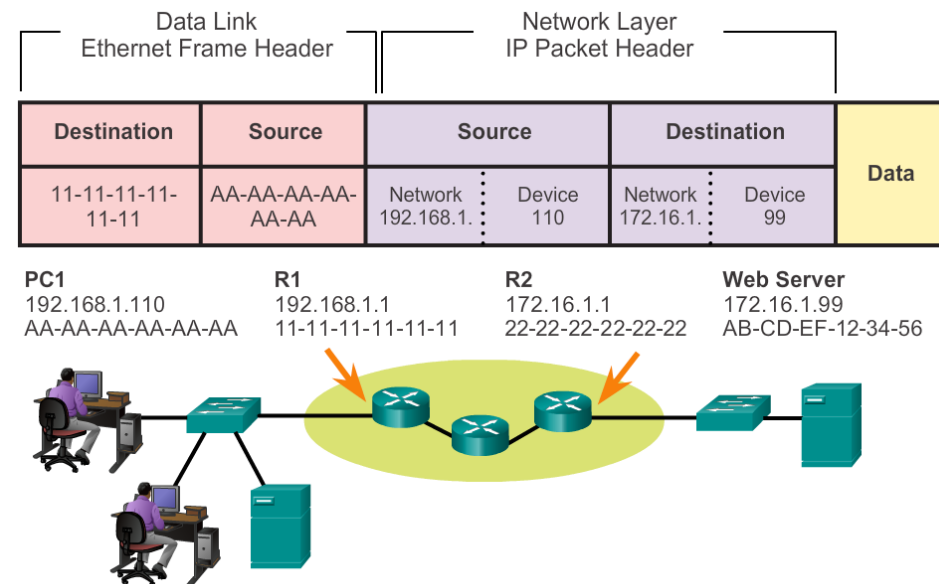 Data Link
Ethernet Frame Header
Network Layer
IP Packet Header
Destination
Source
Source
Destination
Data
11-11-11-11-
11-11
AA-AA-AA-AA-
AA-AA
Network
192.168.1.
Device
110
Network
172.16.1.
Device
99
PC1
192.168.1.110
AA-AA-AA-AA-AA-AA
R1
192.168.1.1
11-11-11-11-11-11
R2
172.16.1.1
22-22-22-22-22-22
Web Server
172.16.1.99
AB-CD-EF-12-34-56